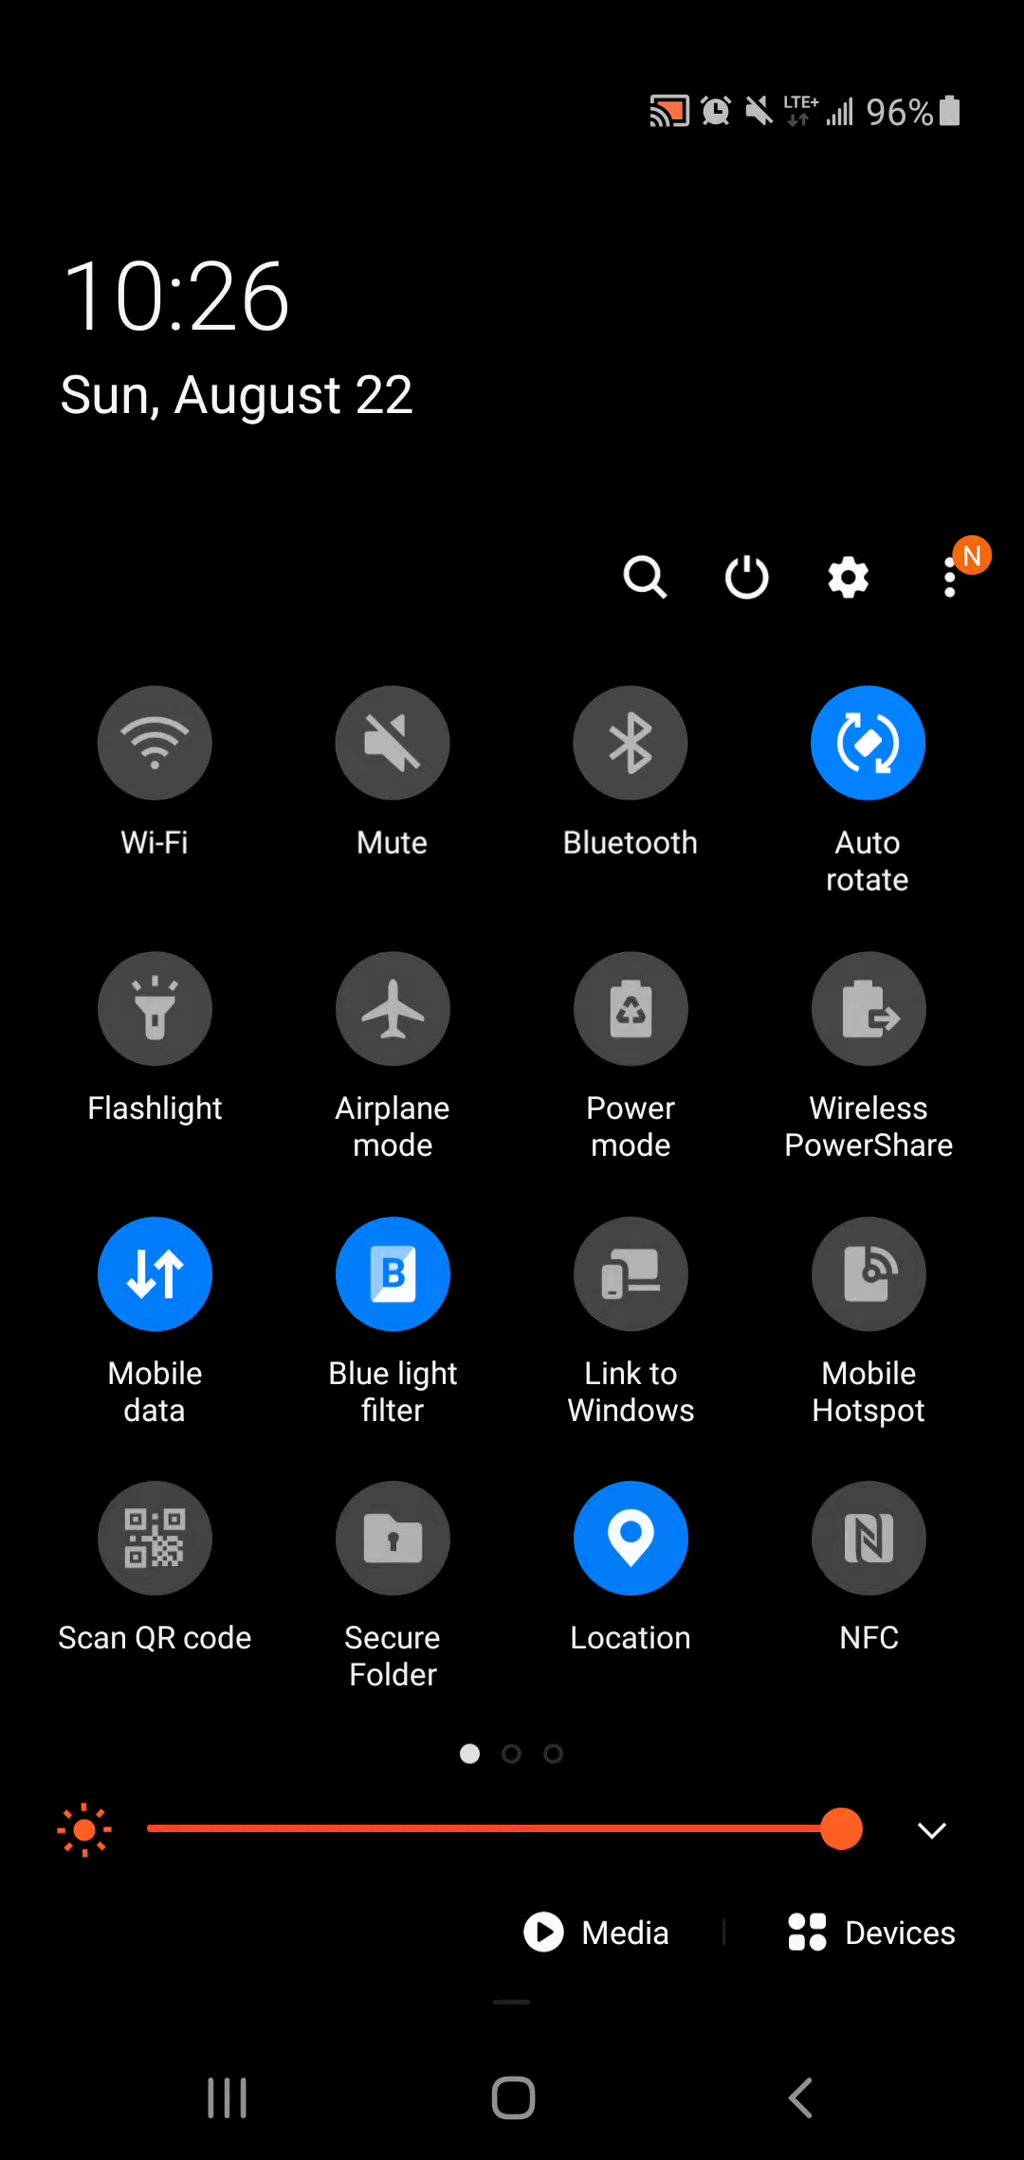 LTE+ 96%
10:26
Sun, August 22
N
Wi-Fi Mute Bluetooth Auto
rotate
Flashlight Airplane Power Wireless
mode mode PowerShare
Mobile Blue light Link to Mobile
data filter Windows Hotspot
Scan QR code Secure Location NFC
Folder
Media Devices